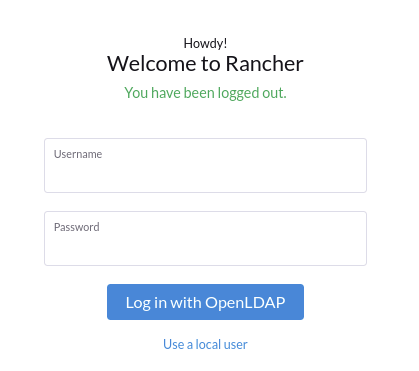 Howdy!
Welcome to Rancher
You have been logged out.
Username
Password
Log in with OpenLDAP
Use a local user